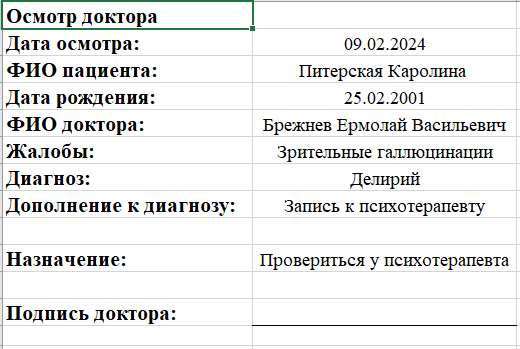 Осмотр доктора
Дата осмотра: 09.02.2024
ФИО пациента: Питерская Каролина
Дата рождения: 25.02.2001
ФИО доктора: Брежнев Ермолай Васильевич
Жалобы: Зрительные галлюцинации
Диагноз: Делирий
Дополнение к диагнозу: Запись к психотерапевту
Назначение: Провериться у психотерапевта
Подпись доктора: